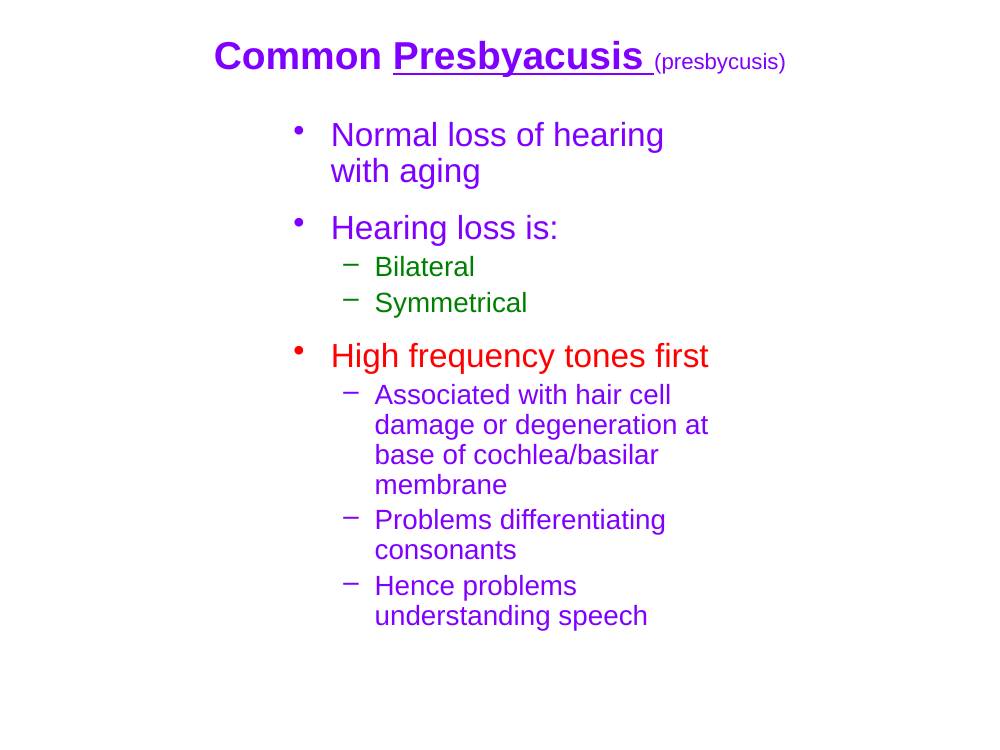 Common Presbyacusis (presbycusis)
• Normal loss of hearing
with aging
• Hearing loss is:
– Bilateral
– Symmetrical
• High frequency tones first
– Associated with hair cell
damage or degeneration at
base of cochlea/basilar
membrane
– Problems differentiating
consonants
– Hence problems
understanding speech